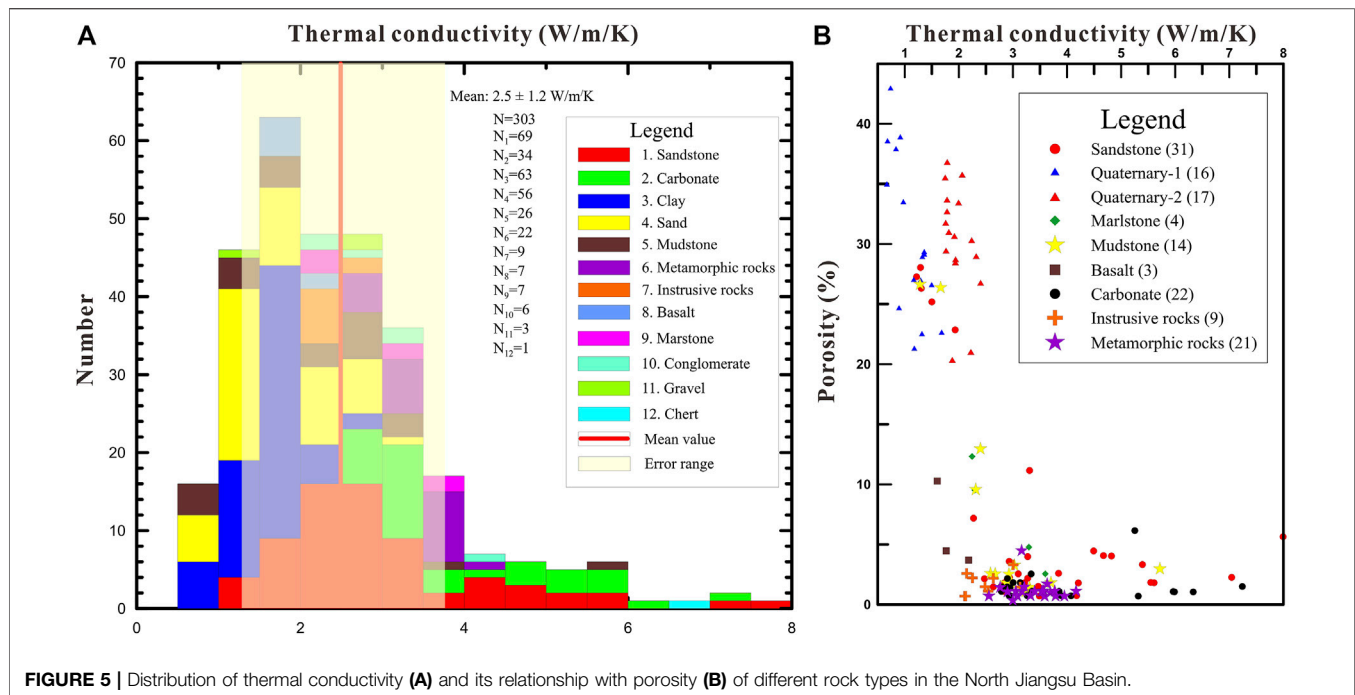 A
Thermal conductivity (W/m/K)
70
60
50
40
30
20
10
0
Number
0 2 4 6 8
Mean: 2.5 ± 1.2 W/m/K
N=303
N₁=69
N₂=34
N₃=63
N₄=56
N₅=26
N₆=22
N₇=9
N₈=7
N₉=7
N₁₀=6
N₁₁=3
N₁₂=1
Legend
1. Sandstone
2. Carbonate
3. Clay
4. Sand
5. Mudstone
6. Metamorphic rocks
7. Instrusive rocks
8. Basalt
9. Marstone
10. Conglomerate
11. Gravel
12. Chert
Mean value
Error range
B
Thermal conductivity (W/m/K)
1 2 3 4 5 6 7 8
40
30
20
10
0
Porosity (%)
Legend
Sandstone (31)
Quaternary-1 (16)
Quaternary-2 (17)
Marlstone (4)
Mudstone (14)
Basalt (3)
Carbonate (22)
Instrusive rocks (9)
Metamorphic rocks (21)
FIGURE 5 | Distribution of thermal conductivity (A) and its relationship with porosity (B) of different rock types in the North Jiangsu Basin.